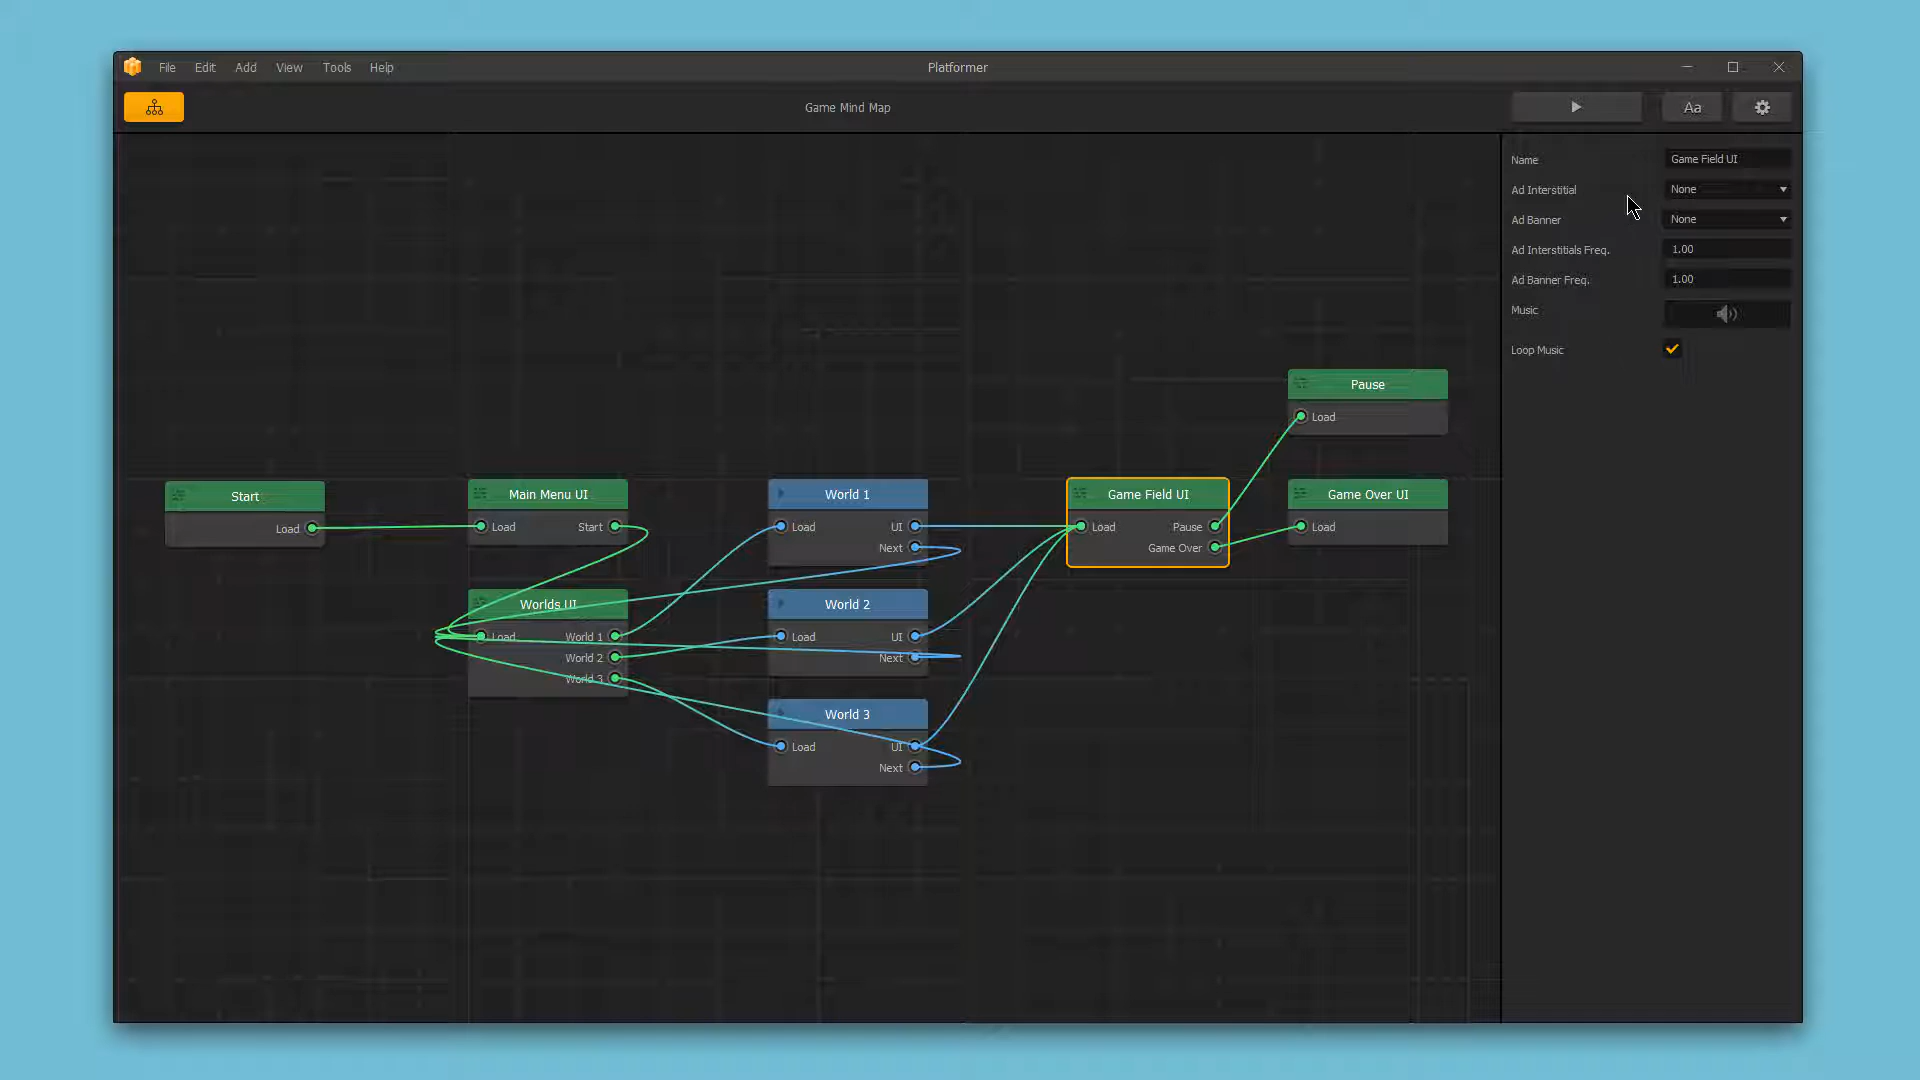 File Edit Add View Tools Help
Platformer
Game Mind Map
Aa
Name Game Field UI
Ad Interstitial None
Ad Banner None
Ad Interstitials Freq. 1.00
Ad Banner Freq. 1.00
Music
Loop Music
Pause
Load
Start
Load
Main Menu UI
Load Start
World 1
Load UI
Next
Game Field UI
Load Pause
Game Over
Game Over UI
Load
Worlds UI
Load World 1
World 2
World 3
World 2
Load UI
Next
World 3
Load UI
Next